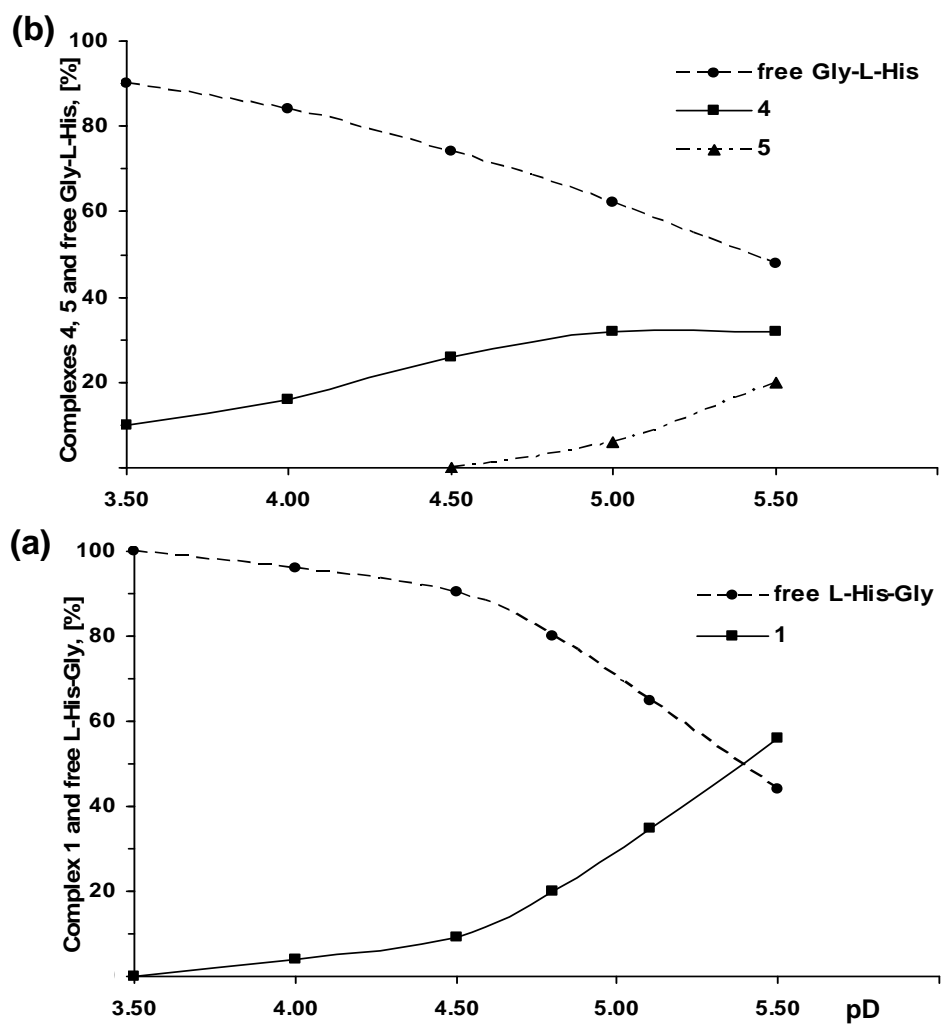 (b)
Complexes 4, 5 and free Gly-L-His, [%]
100
80
60
40
20
free Gly-L-His
4
5
3.50 4.00 4.50 5.00 5.50
(a)
Complex 1 and free L-His-Gly, [%]
100
80
60
40
20
free L-His-Gly
1
3.50 4.00 4.50 5.00 5.50 pD